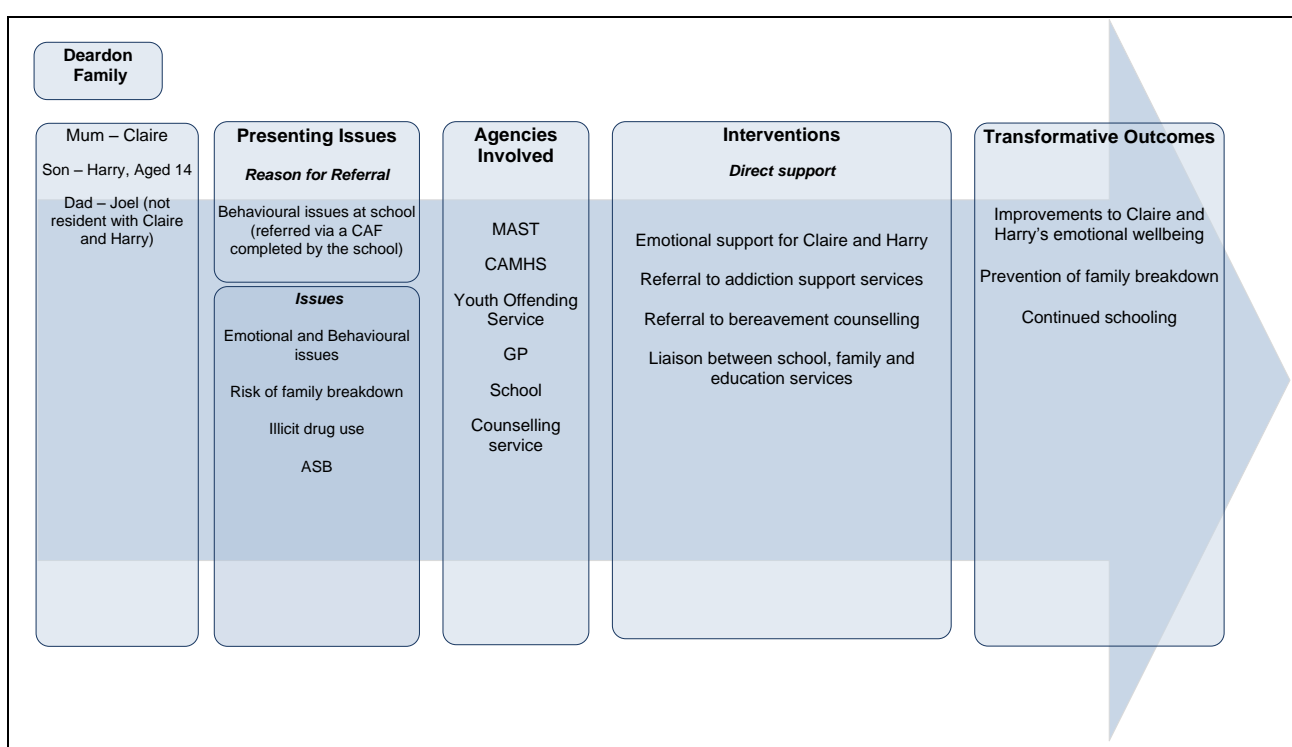 Deardon
Family
Mum – Claire
Son – Harry, Aged 14
Dad – Joel (not
resident with Claire
and Harry)
Presenting Issues
Reason for Referral
Behavioural issues at school
(referred via a CAF
completed by the school)
Issues
Emotional and Behavioural
issues
Risk of family breakdown
Illicit drug use
ASB
Agencies
Involved
MAST
CAMHS
Youth Offending
Service
GP
School
Counselling
service
Interventions
Direct support
Emotional support for Claire and Harry
Referral to addiction support services
Referral to bereavement counselling
Liaison between school, family and
education services
Transformative Outcomes
Improvements to Claire and
Harry’s emotional wellbeing
Prevention of family breakdown
Continued schooling